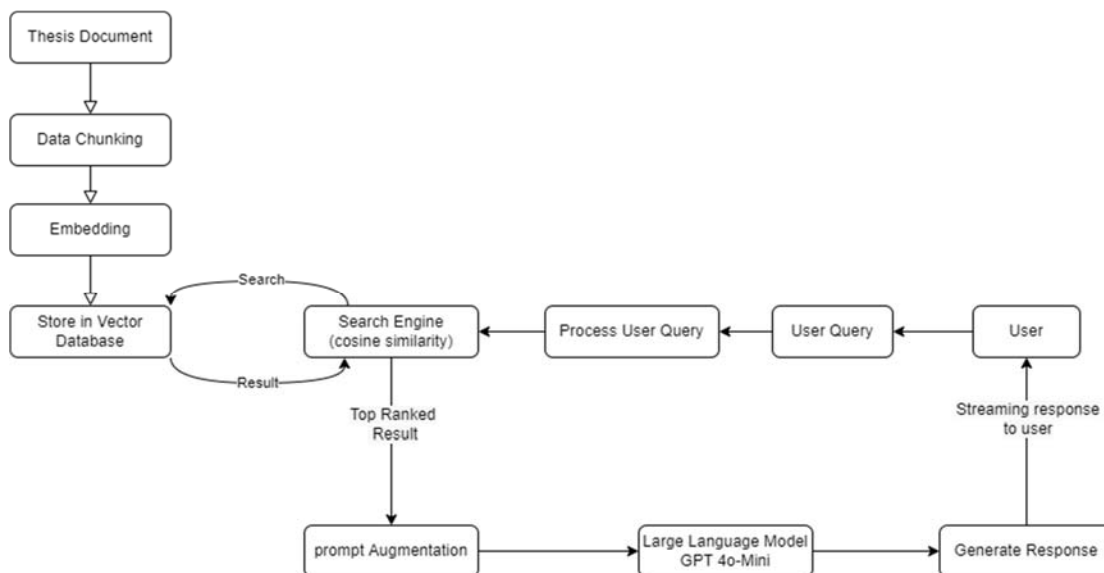 Thesis Document
Data Chunking
Embedding
Search
Store in Vector
Database
Search Engine
(cosine similarity)
Process User Query
User Query
User
Result
Top Ranked
Result
Streaming response
to user
prompt Augmentation
Large Language Model
GPT 4o-Mini
Generate Response